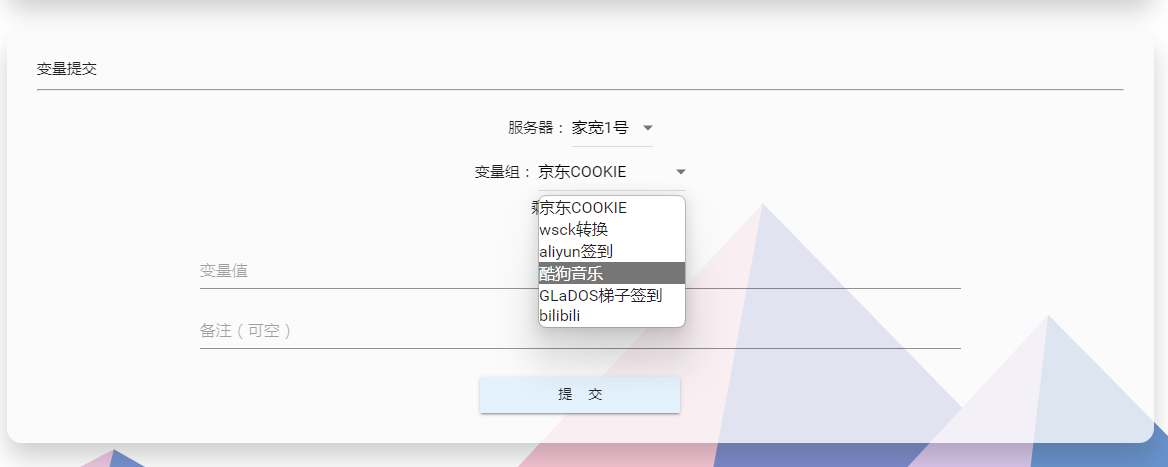 变量提交
服务器： 家宽1号
变量组： 京东COOKIE
京东COOKIE
wsck转换
aliyun签到
酷狗音乐
GLaDOS梯子签到
bilibili
变量值
备注（可空）
提 交